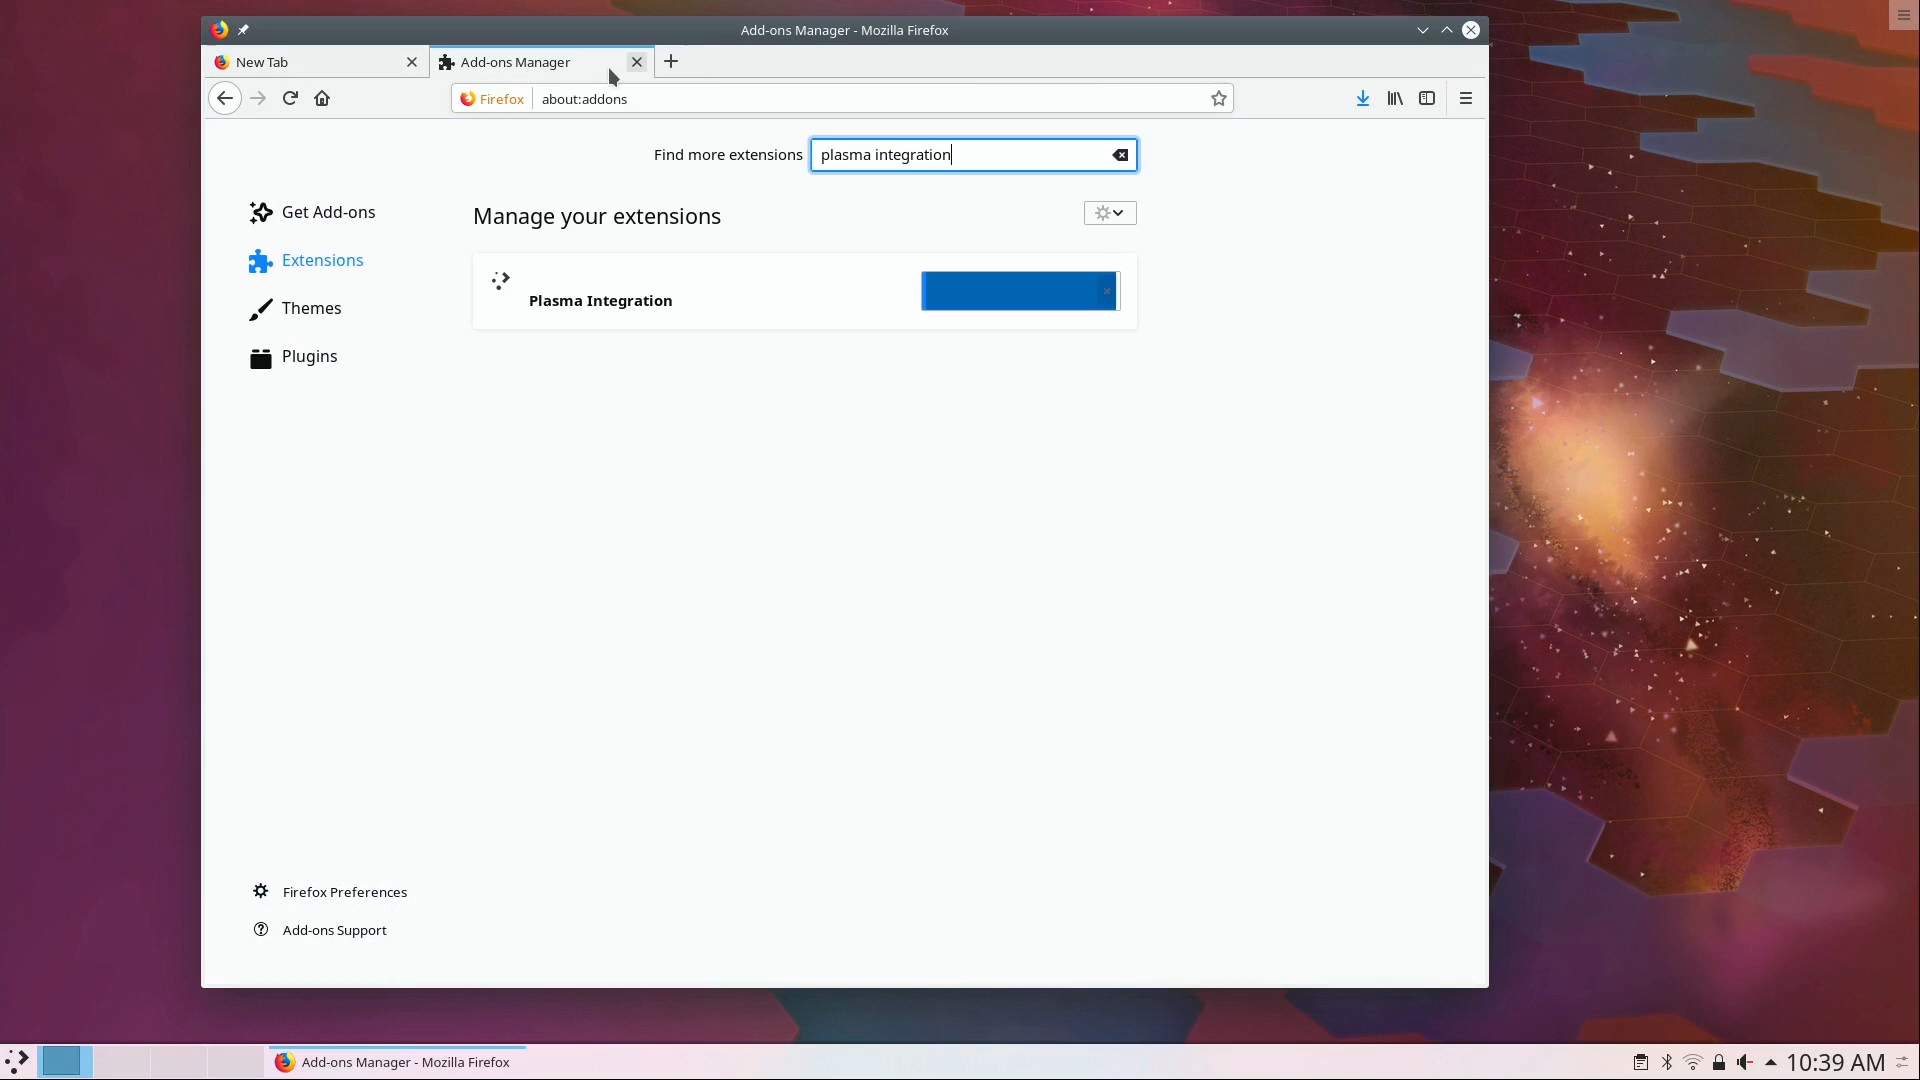 Add-ons Manager - Mozilla Firefox
New Tab
Add-ons Manager
Firefox
about:addons
Find more extensions
plasma integration
Get Add-ons
Manage your extensions
Extensions
Plasma Integration
Themes
Plugins
Firefox Preferences
Add-ons Support
Add-ons Manager - Mozilla Firefox
10:39 AM